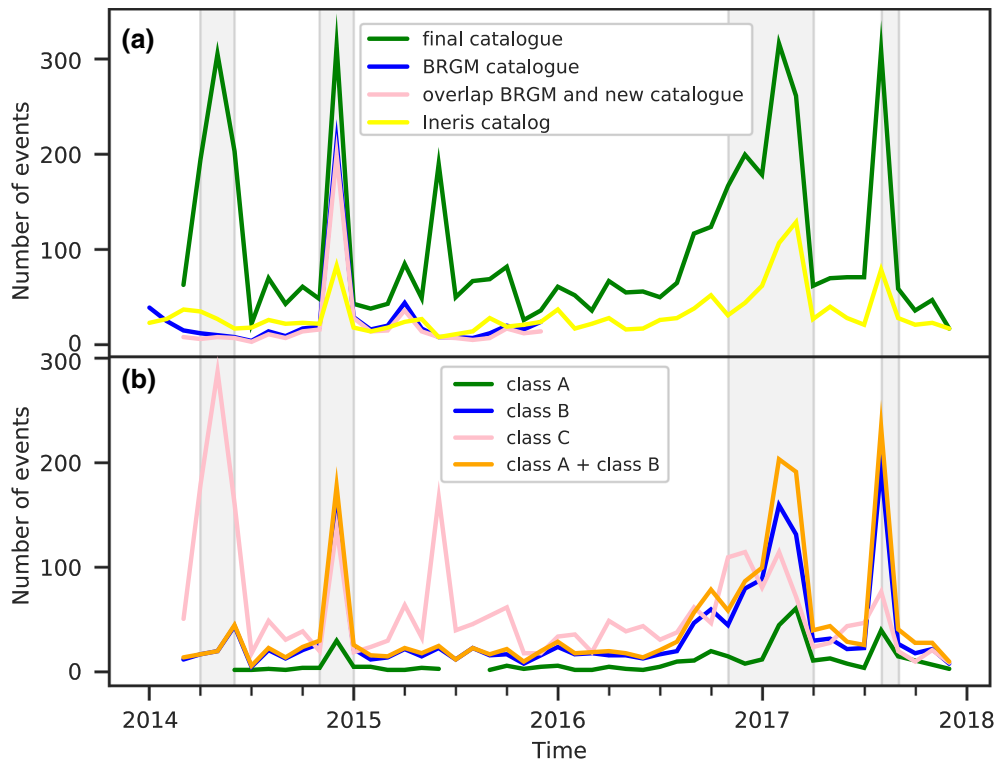 (a)
final catalogue
BRGM catalogue
overlap BRGM and new catalogue
Ineris catalog
Number of events
300
200
100
0
(b)
class A
class B
class C
class A + class B
Number of events
300
200
100
0
2014 2015 2016 2017 2018
Time